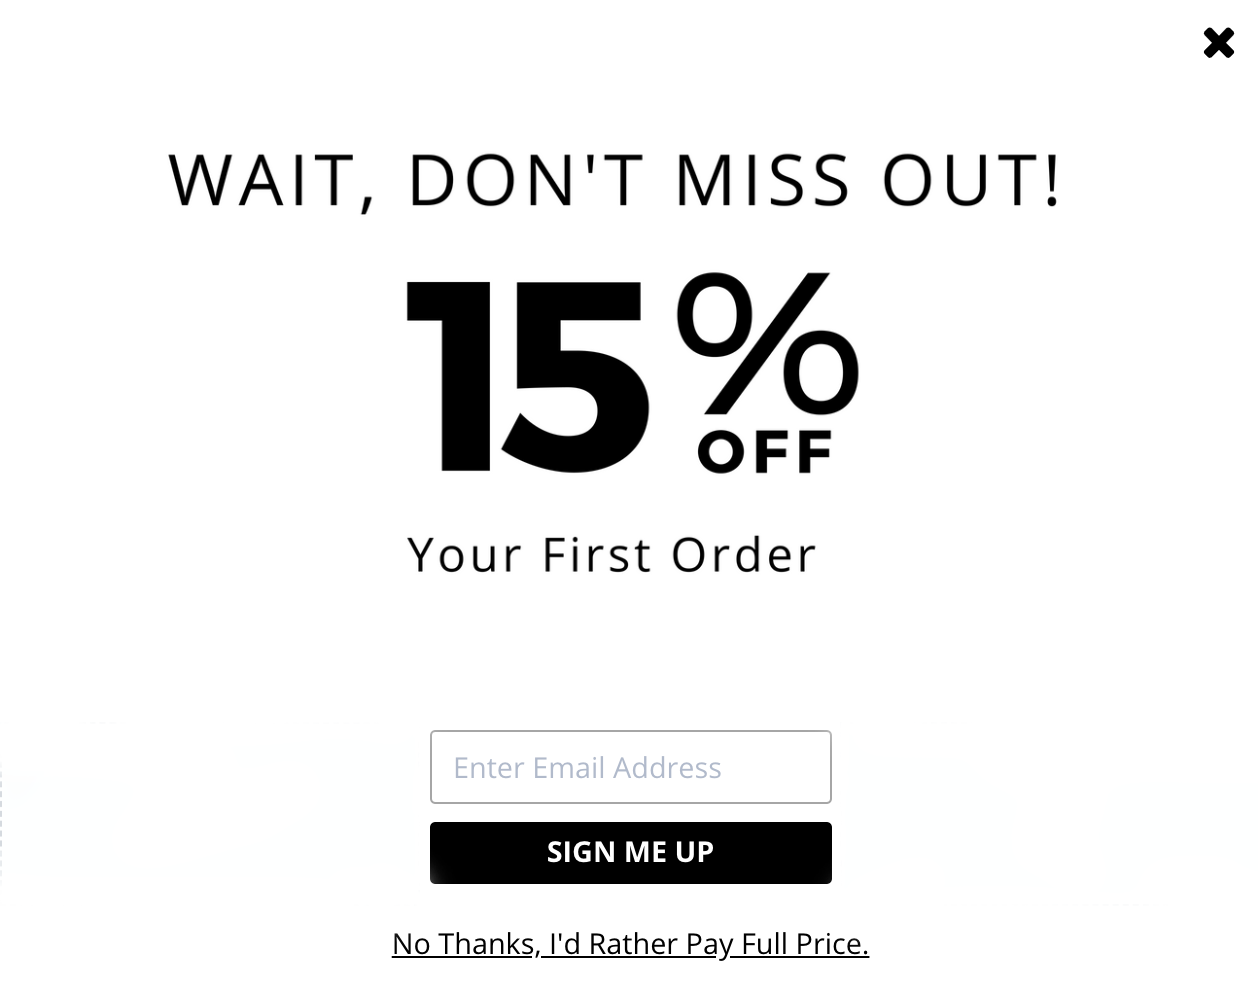 WAIT, DON'T MISS OUT!
15%
OFF
Your First Order
Enter Email Address
SIGN ME UP
No Thanks, I'd Rather Pay Full Price.